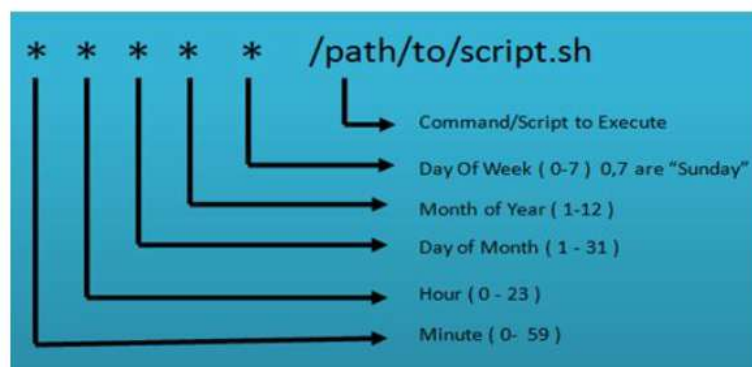 * * * * * /path/to/script.sh
Command/Script to Execute
Day Of Week ( 0-7 ) 0,7 are “Sunday”
Month of Year ( 1-12 )
Day of Month ( 1 - 31 )
Hour ( 0 - 23 )
Minute ( 0- 59 )